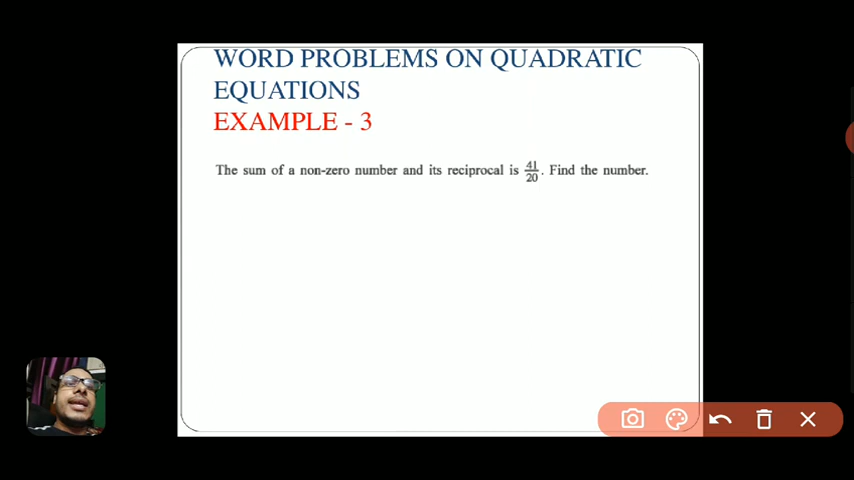 WORD PROBLEMS ON QUADRATIC
EQUATIONS
EXAMPLE - 3
The sum of a non-zero number and its reciprocal is 41/20. Find the number.